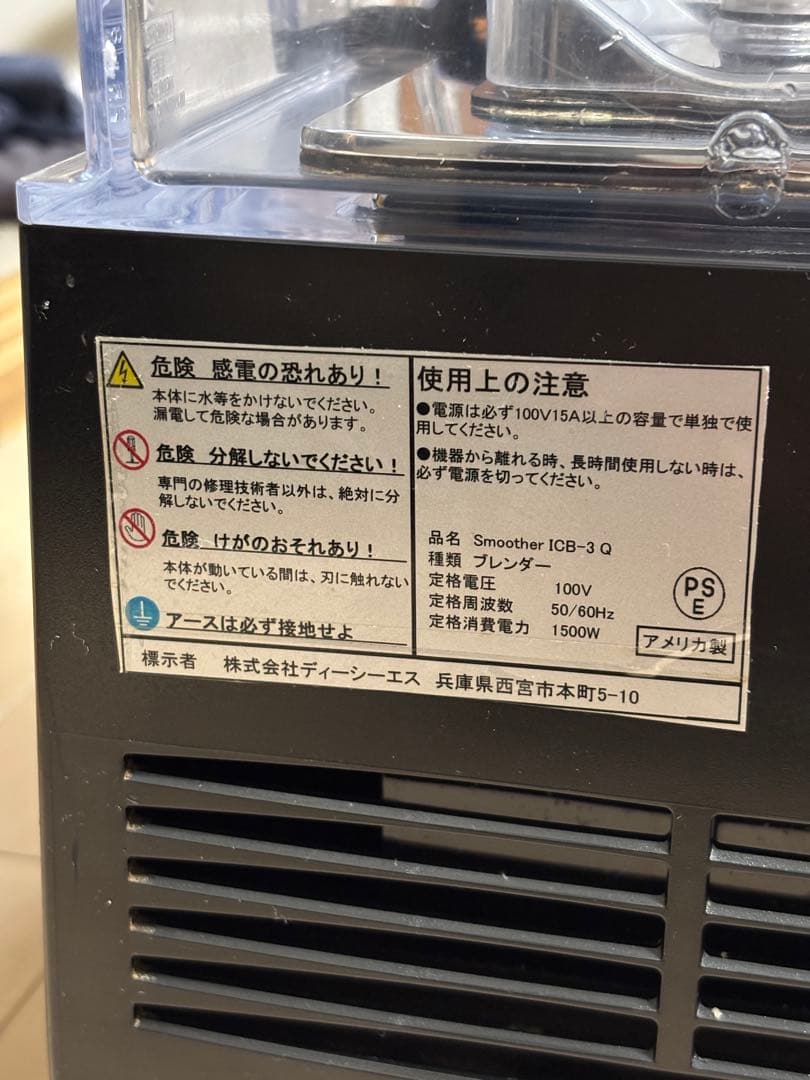 危険 感電の恐れあり!
本体に水等をかけないでください。
漏電して危険な場合があります。
危険 分解しないでください!
専門の修理技術者以外は、絶対に分
解しないでください。
危険 けがのおそれあり!
本体が動いている間は、刃に触れない
でください。
アースは必ず接地せよ
使用上の注意
●電源は必ず100V15A以上の容量で単独で使
用してください。
●機器から離れる時、長時間使用しない時は、
必ず電源を切ってください。
品名 Smoother ICB-3 Q
種類 ブレンダー
定格電圧 100V
定格周波数 50/60Hz
定格消費電力 1500W
PS
E
アメリカ製
標示者 株式会社ディーシーエス 兵庫県西宮市本町5-10